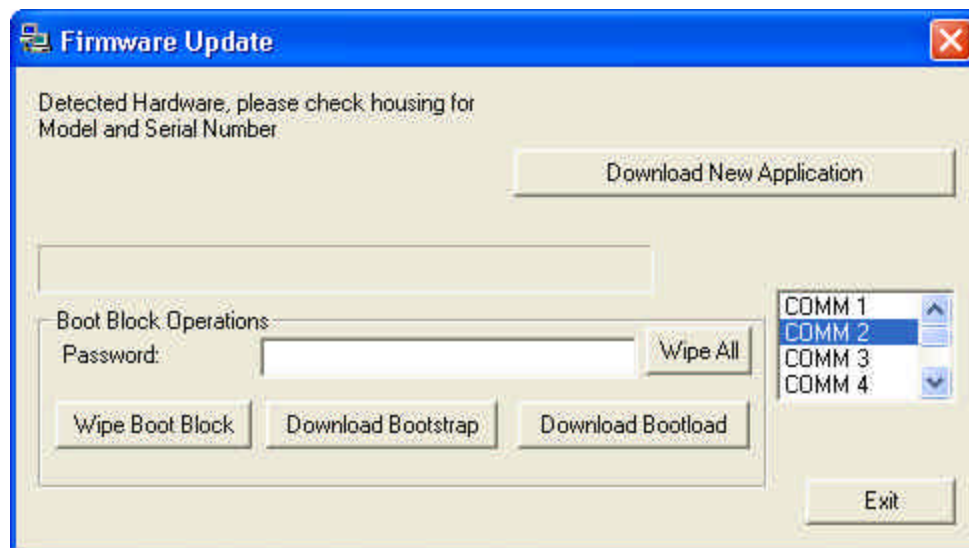 Firmware Update
Detected Hardware, please check housing for
Model and Serial Number
Download New Application
Boot Block Operations
Password:
Wipe All
COMM 1
COMM 2
COMM 3
COMM 4
Wipe Boot Block
Download Bootstrap
Download Bootload
Exit